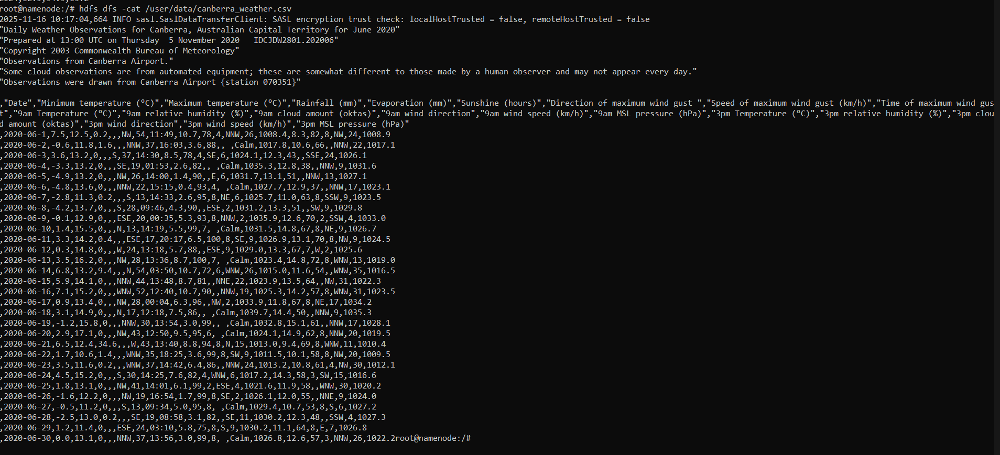 root@namenode:/# hdfs dfs -cat /user/data/canberra_weather.csv
2025-11-16 10:17:04,664 INFO sasl.SaslDataTransferClient: SASL encryption trust check: localHostTrusted = false, remoteHostTrusted = false
"Daily Weather Observations for Canberra, Australian Capital Territory for June 2020"
"Prepared at 13:00 UTC on Thursday  5 November 2020   IDCJDW2801.202006"
"Copyright 2003 Commonwealth Bureau of Meteorology"
"Observations from Canberra Airport."
"Some cloud observations are from automated equipment; these are somewhat different to those made by a human observer and may not appear every day."
"Observations were drawn from Canberra Airport {station 070351}"
,"Date","Minimum temperature (ºC)","Maximum temperature (ºC)","Rainfall (mm)","Evaporation (mm)","Sunshine (hours)","Direction of maximum wind gust ","Speed of maximum wind gust (km/h)","Time of maximum wind gus
t","9am Temperature (ºC)","9am relative humidity (%)","9am cloud amount (oktas)","9am wind direction","9am wind speed (km/h)","9am MSL pressure (hPa)","3pm Temperature (ºC)","3pm relative humidity (%)","3pm clou
d amount (oktas)","3pm wind direction","3pm wind speed (km/h)","3pm MSL pressure (hPa)"
,2020-06-1,7.5,12.5,0.2,,,NW,54,11:49,10.7,78,4,NNW,26,1008.4,8.3,82,8,NW,24,1008.9
,2020-06-2,-0.6,11.8,1.6,,,NNW,37,16:03,3.6,88,, ,Calm,1017.8,10.6,66,,NNW,22,1017.1
,2020-06-3,3.6,13.2,0,,,S,37,14:30,8.5,78,4,SE,6,1024.1,12.3,43,,SSE,24,1026.1
,2020-06-4,-3.3,13.2,0,,,SE,19,01:53,2.6,82,, ,Calm,1035.3,12.8,38,,NNW,9,1031.6
,2020-06-5,-4.9,13.2,0,,,NW,26,14:00,1.4,90,,E,6,1031.7,13.1,51,,NNW,13,1027.1
,2020-06-6,-4.8,13.6,0,,,NNW,22,15:15,0.4,93,4, ,Calm,1027.7,12.9,37,,NNW,17,1023.1
,2020-06-7,-2.8,11.3,0.2,,,S,13,14:33,2.6,95,8,NE,6,1025.7,11.0,63,8,SSW,9,1023.5
,2020-06-8,-4.2,13.7,0,,,S,28,09:46,4.3,90,,ESE,2,1031.2,13.3,51,,SW,9,1029.8
,2020-06-9,-0.1,12.9,0,,,ESE,20,00:35,5.3,93,8,NNW,2,1035.9,12.6,70,2,SSW,4,1033.0
,2020-06-10,1.4,15.5,0,,,N,13,14:19,5.5,99,7, ,Calm,1031.5,14.8,67,8,NE,9,1026.7
,2020-06-11,3.3,14.2,0.4,,,ESE,17,20:17,6.5,100,8,SE,9,1026.9,13.1,70,8,NW,9,1024.5
,2020-06-12,0.3,14.8,0,,,W,24,13:18,5.7,88,,ESE,9,1029.0,13.3,67,7,W,2,1025.6
,2020-06-13,3.5,16.2,0,,,NW,28,13:36,8.7,100,7, ,Calm,1023.4,14.8,72,8,WNW,13,1019.0
,2020-06-14,6.8,13.2,9.4,,,N,54,03:50,10.7,72,6,WNW,26,1015.0,11.6,54,,WNW,35,1016.5
,2020-06-15,5.9,14.1,0,,,NNW,44,13:48,8.7,81,,NNE,22,1023.9,13.5,64,,NW,31,1022.3
,2020-06-16,7.1,15.2,0,,,WNW,52,12:40,10.7,90,,NNW,19,1025.3,14.2,57,8,WNW,31,1023.5
,2020-06-17,0.9,13.4,0,,,NW,28,00:04,6.3,96,,NW,2,1033.9,11.8,67,8,NE,17,1034.2
,2020-06-18,3.1,14.9,0,,,N,17,12:18,7.5,86,, ,Calm,1039.7,14.4,50,,NNW,9,1035.3
,2020-06-19,-1.2,15.8,0,,,NNW,30,13:54,3.0,99,, ,Calm,1032.8,15.1,61,,NNW,17,1028.1
,2020-06-20,2.9,17.1,0,,,NW,43,12:50,9.5,95,6, ,Calm,1024.1,14.9,62,8,NNW,20,1019.5
,2020-06-21,6.5,12.4,34.6,,,W,43,13:40,8.8,94,8,N,15,1013.0,9.4,69,8,WNW,11,1010.4
,2020-06-22,1.7,10.6,1.4,,,WNW,35,18:25,3.6,99,8,SW,9,1011.5,10.1,58,8,NW,20,1009.5
,2020-06-23,3.5,11.6,0.2,,,WNW,37,14:42,6.4,86,,NNW,24,1013.2,10.8,61,4,NW,30,1012.1
,2020-06-24,4.5,15.2,0,,,S,30,14:25,7.6,82,4,WNW,6,1017.2,14.3,58,3,SW,15,1016.6
,2020-06-25,1.8,13.1,0,,,NW,41,14:01,6.1,99,2,ESE,4,1021.6,11.9,58,,WNW,30,1020.2
,2020-06-26,-1.6,12.2,0,,,NW,19,16:54,1.7,99,8,SE,2,1026.1,12.0,55,,NNE,9,1024.0
,2020-06-27,-0.5,11.2,0,,,S,13,09:34,5.0,95,8, ,Calm,1029.4,10.7,53,8,S,6,1027.2
,2020-06-28,-2.5,13.0,0.2,,,SE,19,08:58,3.1,82,,SE,11,1030.2,12.3,48,,SSW,4,1027.3
,2020-06-29,1.2,11.4,0,,,ESE,24,03:10,5.8,75,8,S,9,1030.2,11.1,64,8,E,7,1026.8
,2020-06-30,0.0,13.1,0,,,NNW,37,13:56,3.0,99,8, ,Calm,1026.8,12.6,57,3,NNW,26,1022.2root@namenode:/#